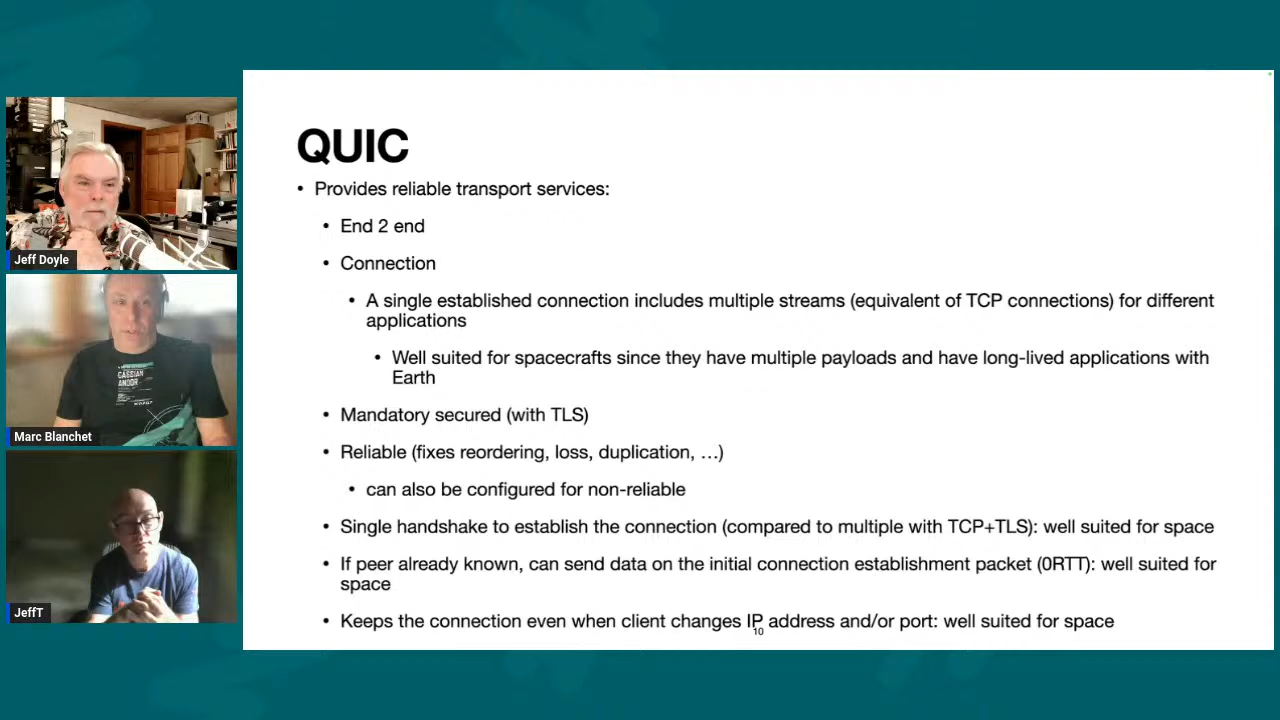 QUIC
• Provides reliable transport services:
• End 2 end
• Connection
• A single established connection includes multiple streams (equivalent of TCP connections) for different
applications
• Well suited for spacecrafts since they have multiple payloads and have long-lived applications with
Earth
• Mandatory secured (with TLS)
• Reliable (fixes reordering, loss, duplication, …)
• can also be configured for non-reliable
• Single handshake to establish the connection (compared to multiple with TCP+TLS): well suited for space
• If peer already known, can send data on the initial connection establishment packet (0RTT): well suited for
space
• Keeps the connection even when client changes IP address and/or port: well suited for space
10
Jeff Doyle
CASSIAN
ANDOR
Marc Blanchet
JeffT